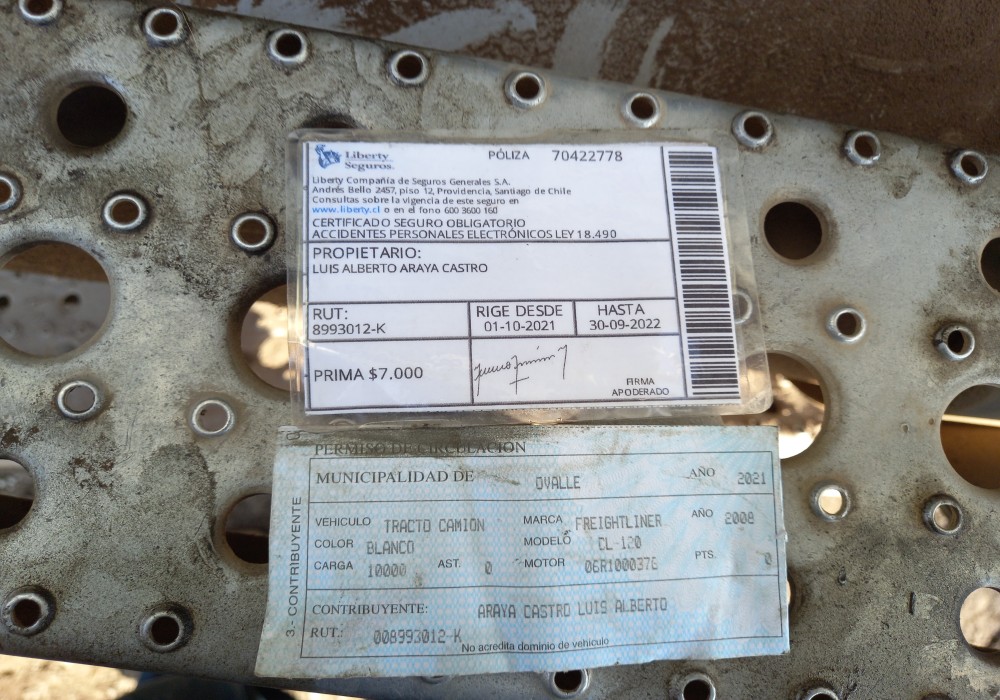 Liberty
Seguros.
PÓLIZA 70422778
Liberty Compañía de Seguros Generales S.A.
Andrés Bello 2457, piso 12, Providencia, Santiago de Chile
Consultas sobre la vigencia de este seguro en
www.liberty.cl o en el fono 600 3600 160
CERTIFICADO SEGURO OBLIGATORIO
ACCIDENTES PERSONALES ELECTRÓNICOS LEY 18.490
PROPIETARIO:
LUIS ALBERTO ARAYA CASTRO
RUT: RIGE DESDE HASTA
8993012-K 01-10-2021 30-09-2022
PRIMA $7.000
FIRMA
APODERADO
PERMISO DE CIRCULACION
MUNICIPALIDAD DE OVALLE AÑO 2021
VEHICULO TRACTO CAMION MARCA FREIGHTLINER AÑO 2008
COLOR BLANCO MODELO CL-120
CARGA 10000 AST. 0 MOTOR 06R1000376 PTS. 0
CONTRIBUYENTE: ARAYA CASTRO LUIS ALBERTO
RUT.: 008993012-K
No acredita dominio de vehiculo
3.- CONTRIBUYENTE